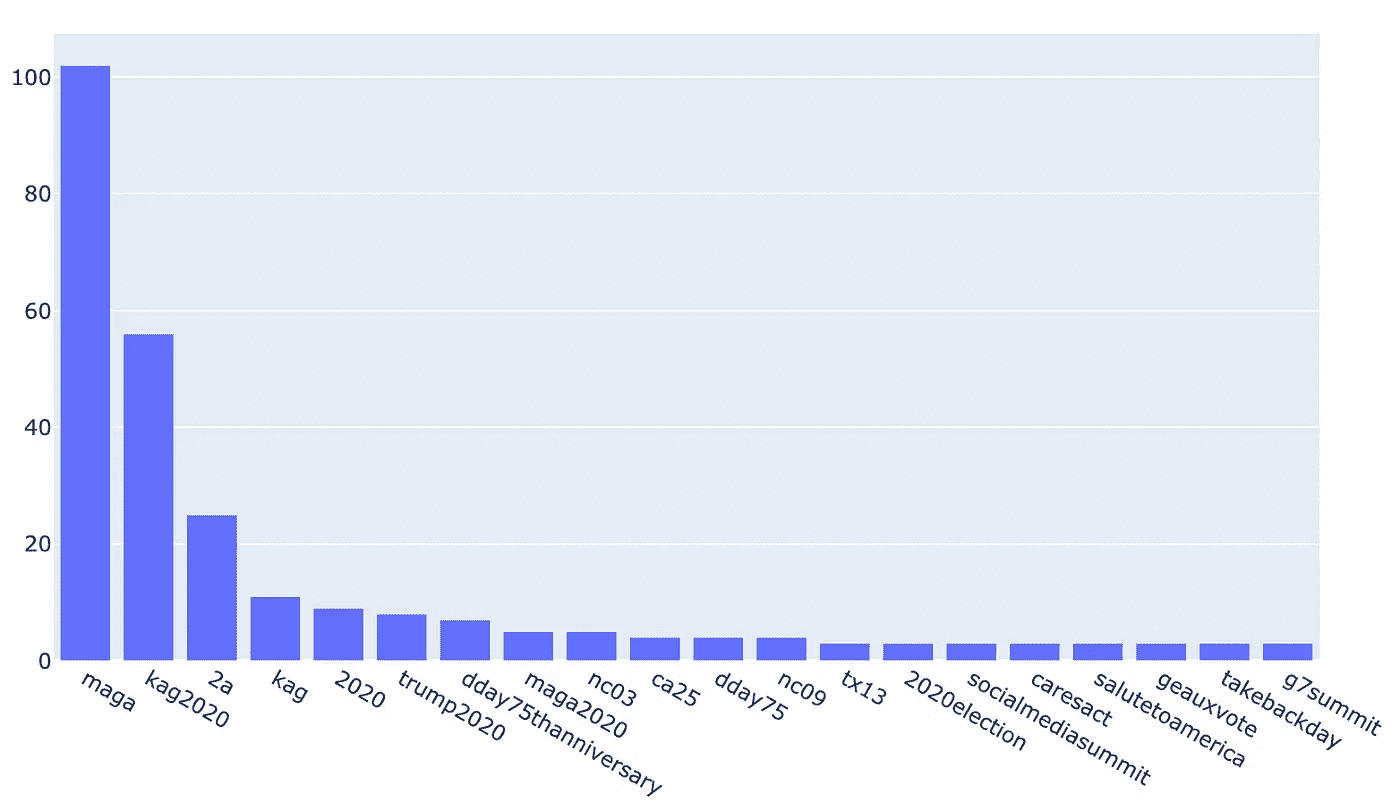 100
80
60
40
20
0
maga
kag2020
2a
kag
2020
trump2020
dday75thanniversary
maga2020
nc03
ca25
dday75
nc09
tx13
2020election
socialmediasummit
caresact
salutetoamerica
geauxvote
takebackday
g7summit